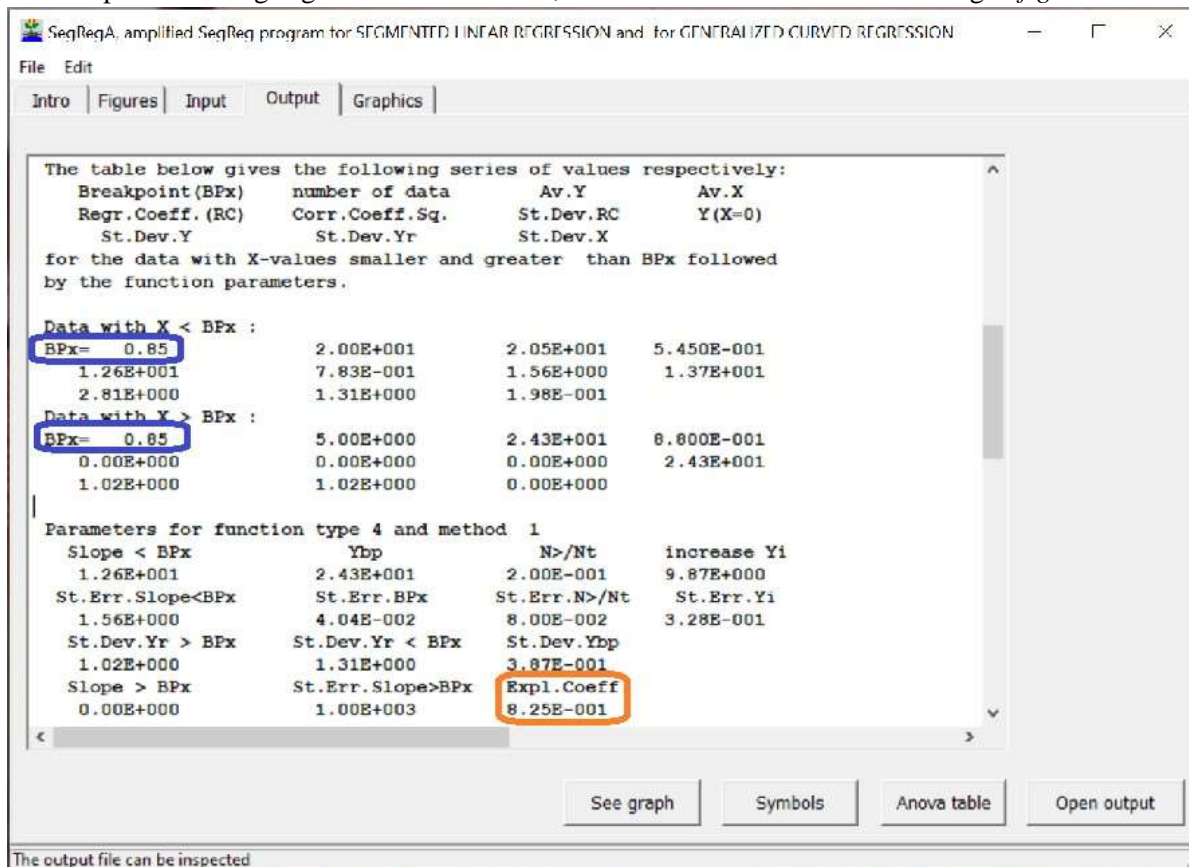 SegRegA, amplified SegReg program for SEGMENTED LINEAR REGRESSION and for GENERALIZED CURVED REGRESSION
File Edit
Intro Figures Input Output Graphics
The table below gives the following series of values respectively:
Breakpoint(BPx) number of data Av.Y Av.X
Regr.Coeff.(RC) Corr.Coeff.Sq. St.Dev.RC Y(X=0)
St.Dev.Y St.Dev.Yr St.Dev.X
for the data with X-values smaller and greater than BPx followed
by the function parameters.
Data with X < BPx :
BPx= 0.85 2.00E+001 2.05E+001 5.450E-001
1.26E+001 7.83E-001 1.56E+000 1.37E+001
2.81E+000 1.31E+000 1.98E-001
Data with X > BPx :
BPx= 0.85 5.00E+000 2.43E+001 8.800E-001
0.00E+000 0.00E+000 0.00E+000 2.43E+001
1.02E+000 1.02E+000 0.00E+000
Parameters for function type 4 and method 1
Slope < BPx Ybp N>/Nt increase Yi
1.26E+001 2.43E+001 2.00E-001 9.87E+000
St.Err.Slope<BPx St.Err.BPx St.Err.N>/Nt St.Err.Yi
1.56E+000 4.04E-002 8.00E-002 3.28E-001
St.Dev.Yr > BPx St.Dev.Yr < BPx St.Dev.Ybp
1.02E+000 1.31E+000 3.87E-001
Slope > BPx St.Err.Slope>BPx Expl.Coeff
0.00E+000 1.00E+003 8.25E-001
See graph Symbols Anova table Open output
The output file can be inspected